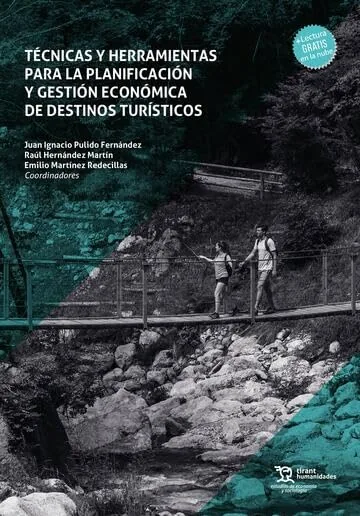 +Lectura
GRATIS
en la nube
TÉCNICAS Y HERRAMIENTAS
PARA LA PLANIFICACIÓN
Y GESTIÓN ECONÓMICA
DE DESTINOS TURÍSTICOS
Juan Ignacio Pulido Fernández
Raúl Hernández Martín
Emilio Martínez Redecillas
Coordinadores
tirant
humanidades
estudios de economía
y sociología